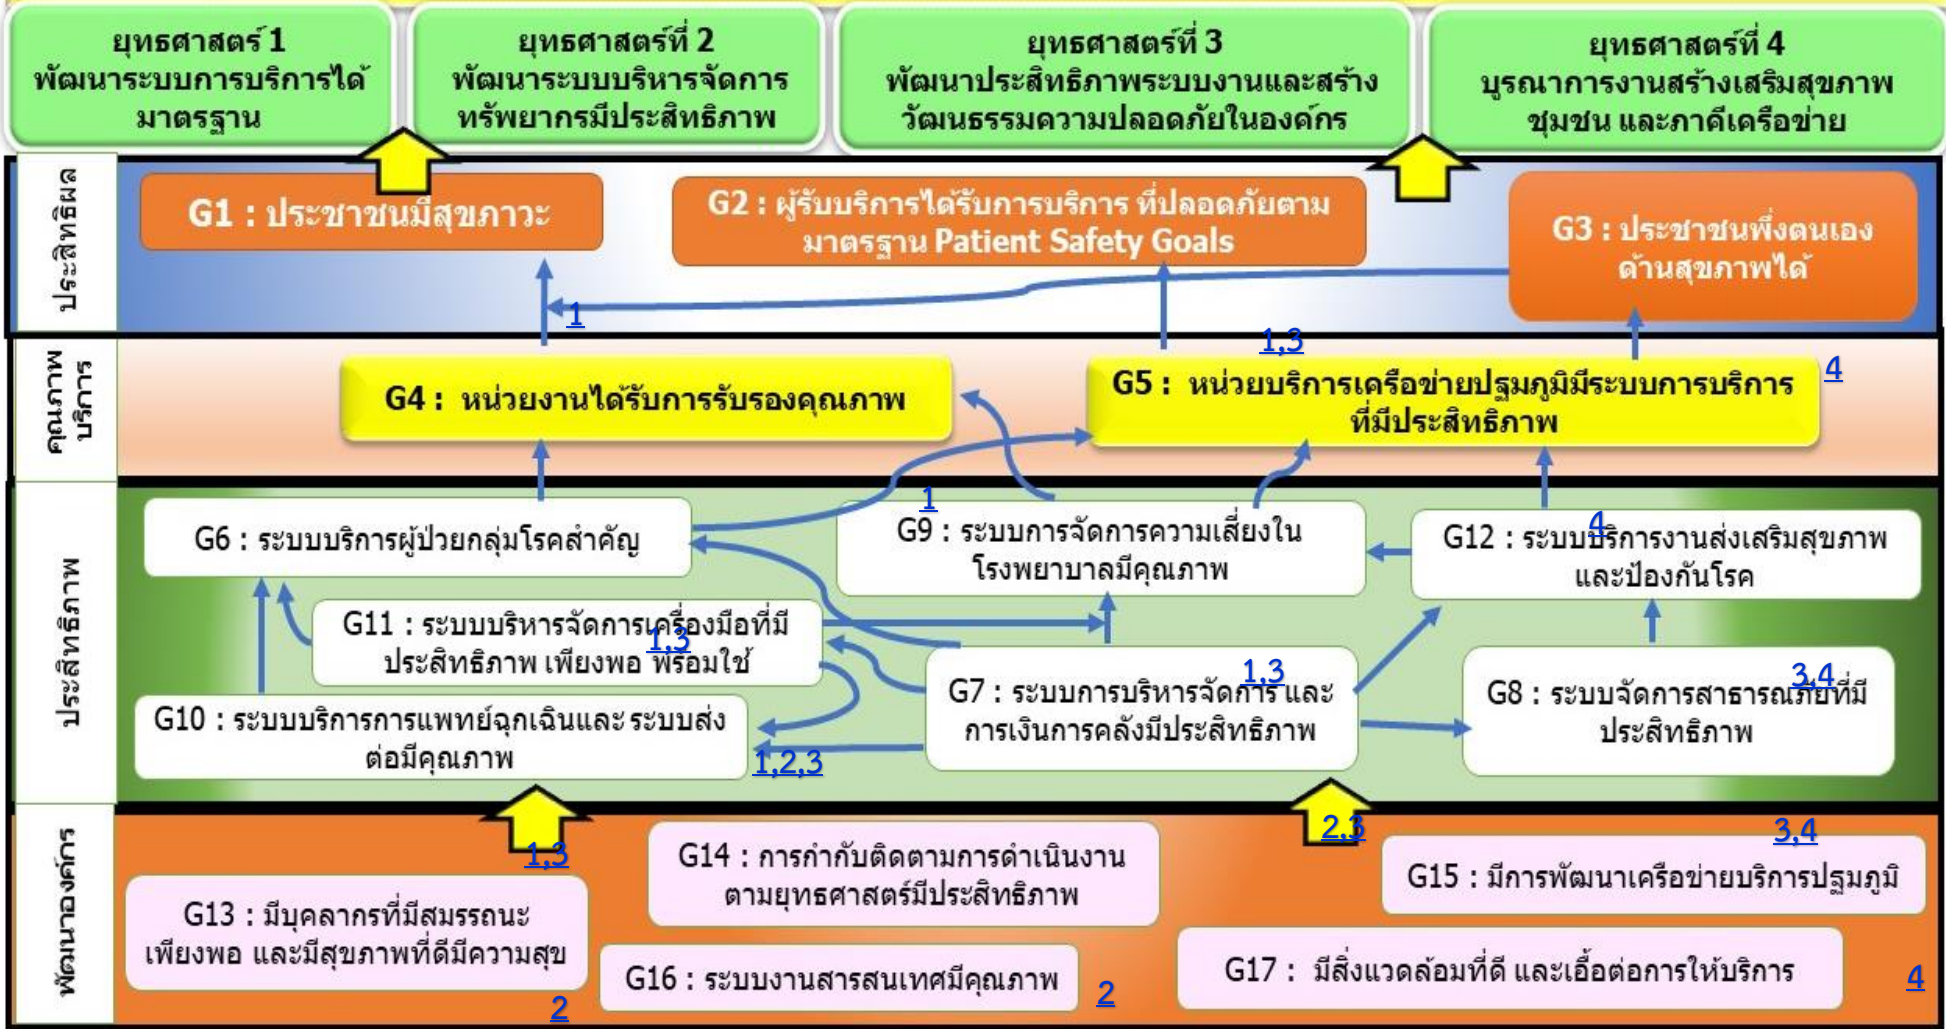 ยุทธศาสตร์ 1
พัฒนาระบบการบริการได้
มาตรฐาน
ยุทธศาสตร์ที่ 2
พัฒนาระบบบริหารจัดการ
ทรัพยากรมีประสิทธิภาพ
ยุทธศาสตร์ที่ 3
พัฒนาประสิทธิภาพระบบงานและสร้าง
วัฒนธรรมความปลอดภัยในองค์กร
ยุทธศาสตร์ที่ 4
บูรณาการงานสร้างเสริมสุขภาพ
ชุมชน และภาคีเครือข่าย
ประสิทธิผล
G1 : ประชาชนมีสุขภาวะ
G2 : ผู้รับบริการได้รับการบริการ ที่ปลอดภัยตาม
มาตรฐาน Patient Safety Goals
G3 : ประชาชนพึ่งตนเอง
ด้านสุขภาพได้
1
1,3
4
คุณภาพ
บริการ
G4 : หน่วยงานได้รับการรับรองคุณภาพ
G5 : หน่วยบริการเครือข่ายปฐมภูมิมีระบบการบริการ
ที่มีประสิทธิภาพ
1
4
ประสิทธิภาพ
G6 : ระบบบริการผู้ป่วยกลุ่มโรคสำคัญ
G9 : ระบบการจัดการความเสี่ยงใน
โรงพยาบาลมีคุณภาพ
G12 : ระบบบริการงานส่งเสริมสุขภาพ
และป้องกันโรค
G11 : ระบบบริหารจัดการเครื่องมือที่มี
ประสิทธิภาพ เพียงพอ พร้อมใช้
1,3
G7 : ระบบการบริหารจัดการ และ
การเงินการคลังมีประสิทธิภาพ
1,3
G8 : ระบบจัดการสาธารณภัยที่มี
ประสิทธิภาพ
3,4
G10 : ระบบบริการการแพทย์ฉุกเฉินและระบบส่ง
ต่อมีคุณภาพ
1,2,3
พัฒนาองค์กร
1,3
2,3
3,4
G13 : มีบุคลากรที่มีสมรรถนะ
เพียงพอ และมีสุขภาพที่ดีมีความสุข
2
G14 : การกำกับติดตามการดำเนินงาน
ตามยุทธศาสตร์มีประสิทธิภาพ
G15 : มีการพัฒนาเครือข่ายบริการปฐมภูมิ
G16 : ระบบงานสารสนเทศมีคุณภาพ
2
G17 : มีสิ่งแวดล้อมที่ดี และเอื้อต่อการให้บริการ
4